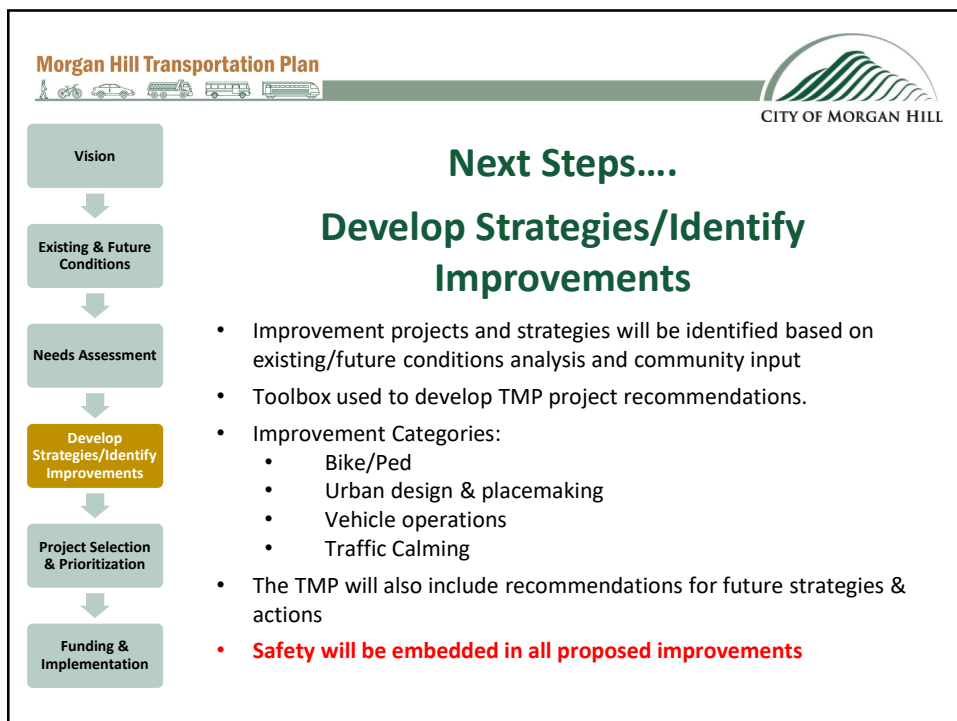 Morgan Hill Transportation Plan
CITY OF MORGAN HILL
Vision
Existing & Future
Conditions
Needs Assessment
Develop
Strategies/Identify
Improvements
Project Selection
& Prioritization
Funding &
Implementation
Next Steps....
Develop Strategies/Identify
Improvements
• Improvement projects and strategies will be identified based on
existing/future conditions analysis and community input
• Toolbox used to develop TMP project recommendations.
• Improvement Categories:
• Bike/Ped
• Urban design & placemaking
• Vehicle operations
• Traffic Calming
• The TMP will also include recommendations for future strategies &
actions
• Safety will be embedded in all proposed improvements